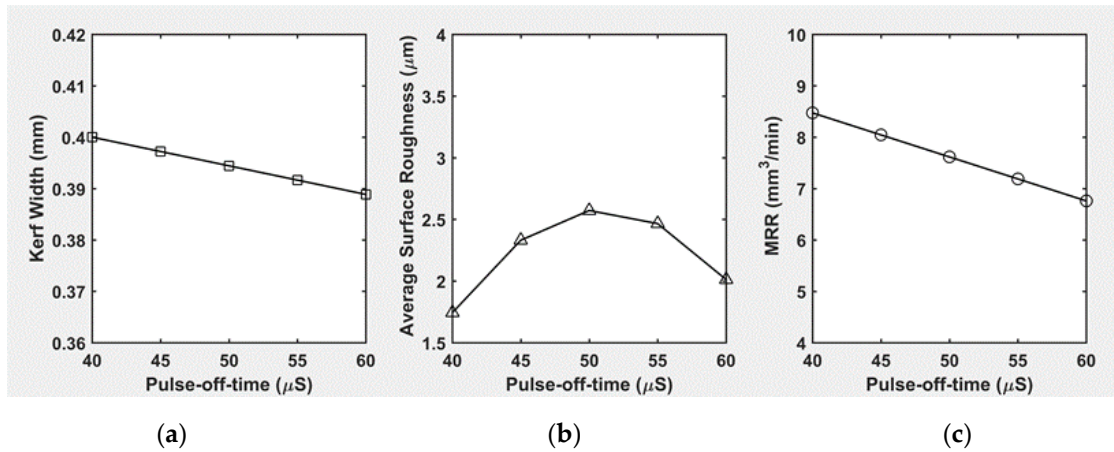 0.42
0.41
0.4
0.39
0.38
0.37
0.36
Kerf Width (mm)
40 45 50 55 60
Pulse-off-time (μS)
(a)
4
3.5
3
2.5
2
1.5
Average Surface Roughness (μm)
40 45 50 55 60
Pulse-off-time (μS)
(b)
10
9
8
7
6
5
4
MRR (mm³/min)
40 45 50 55 60
Pulse-off-time (μS)
(c)